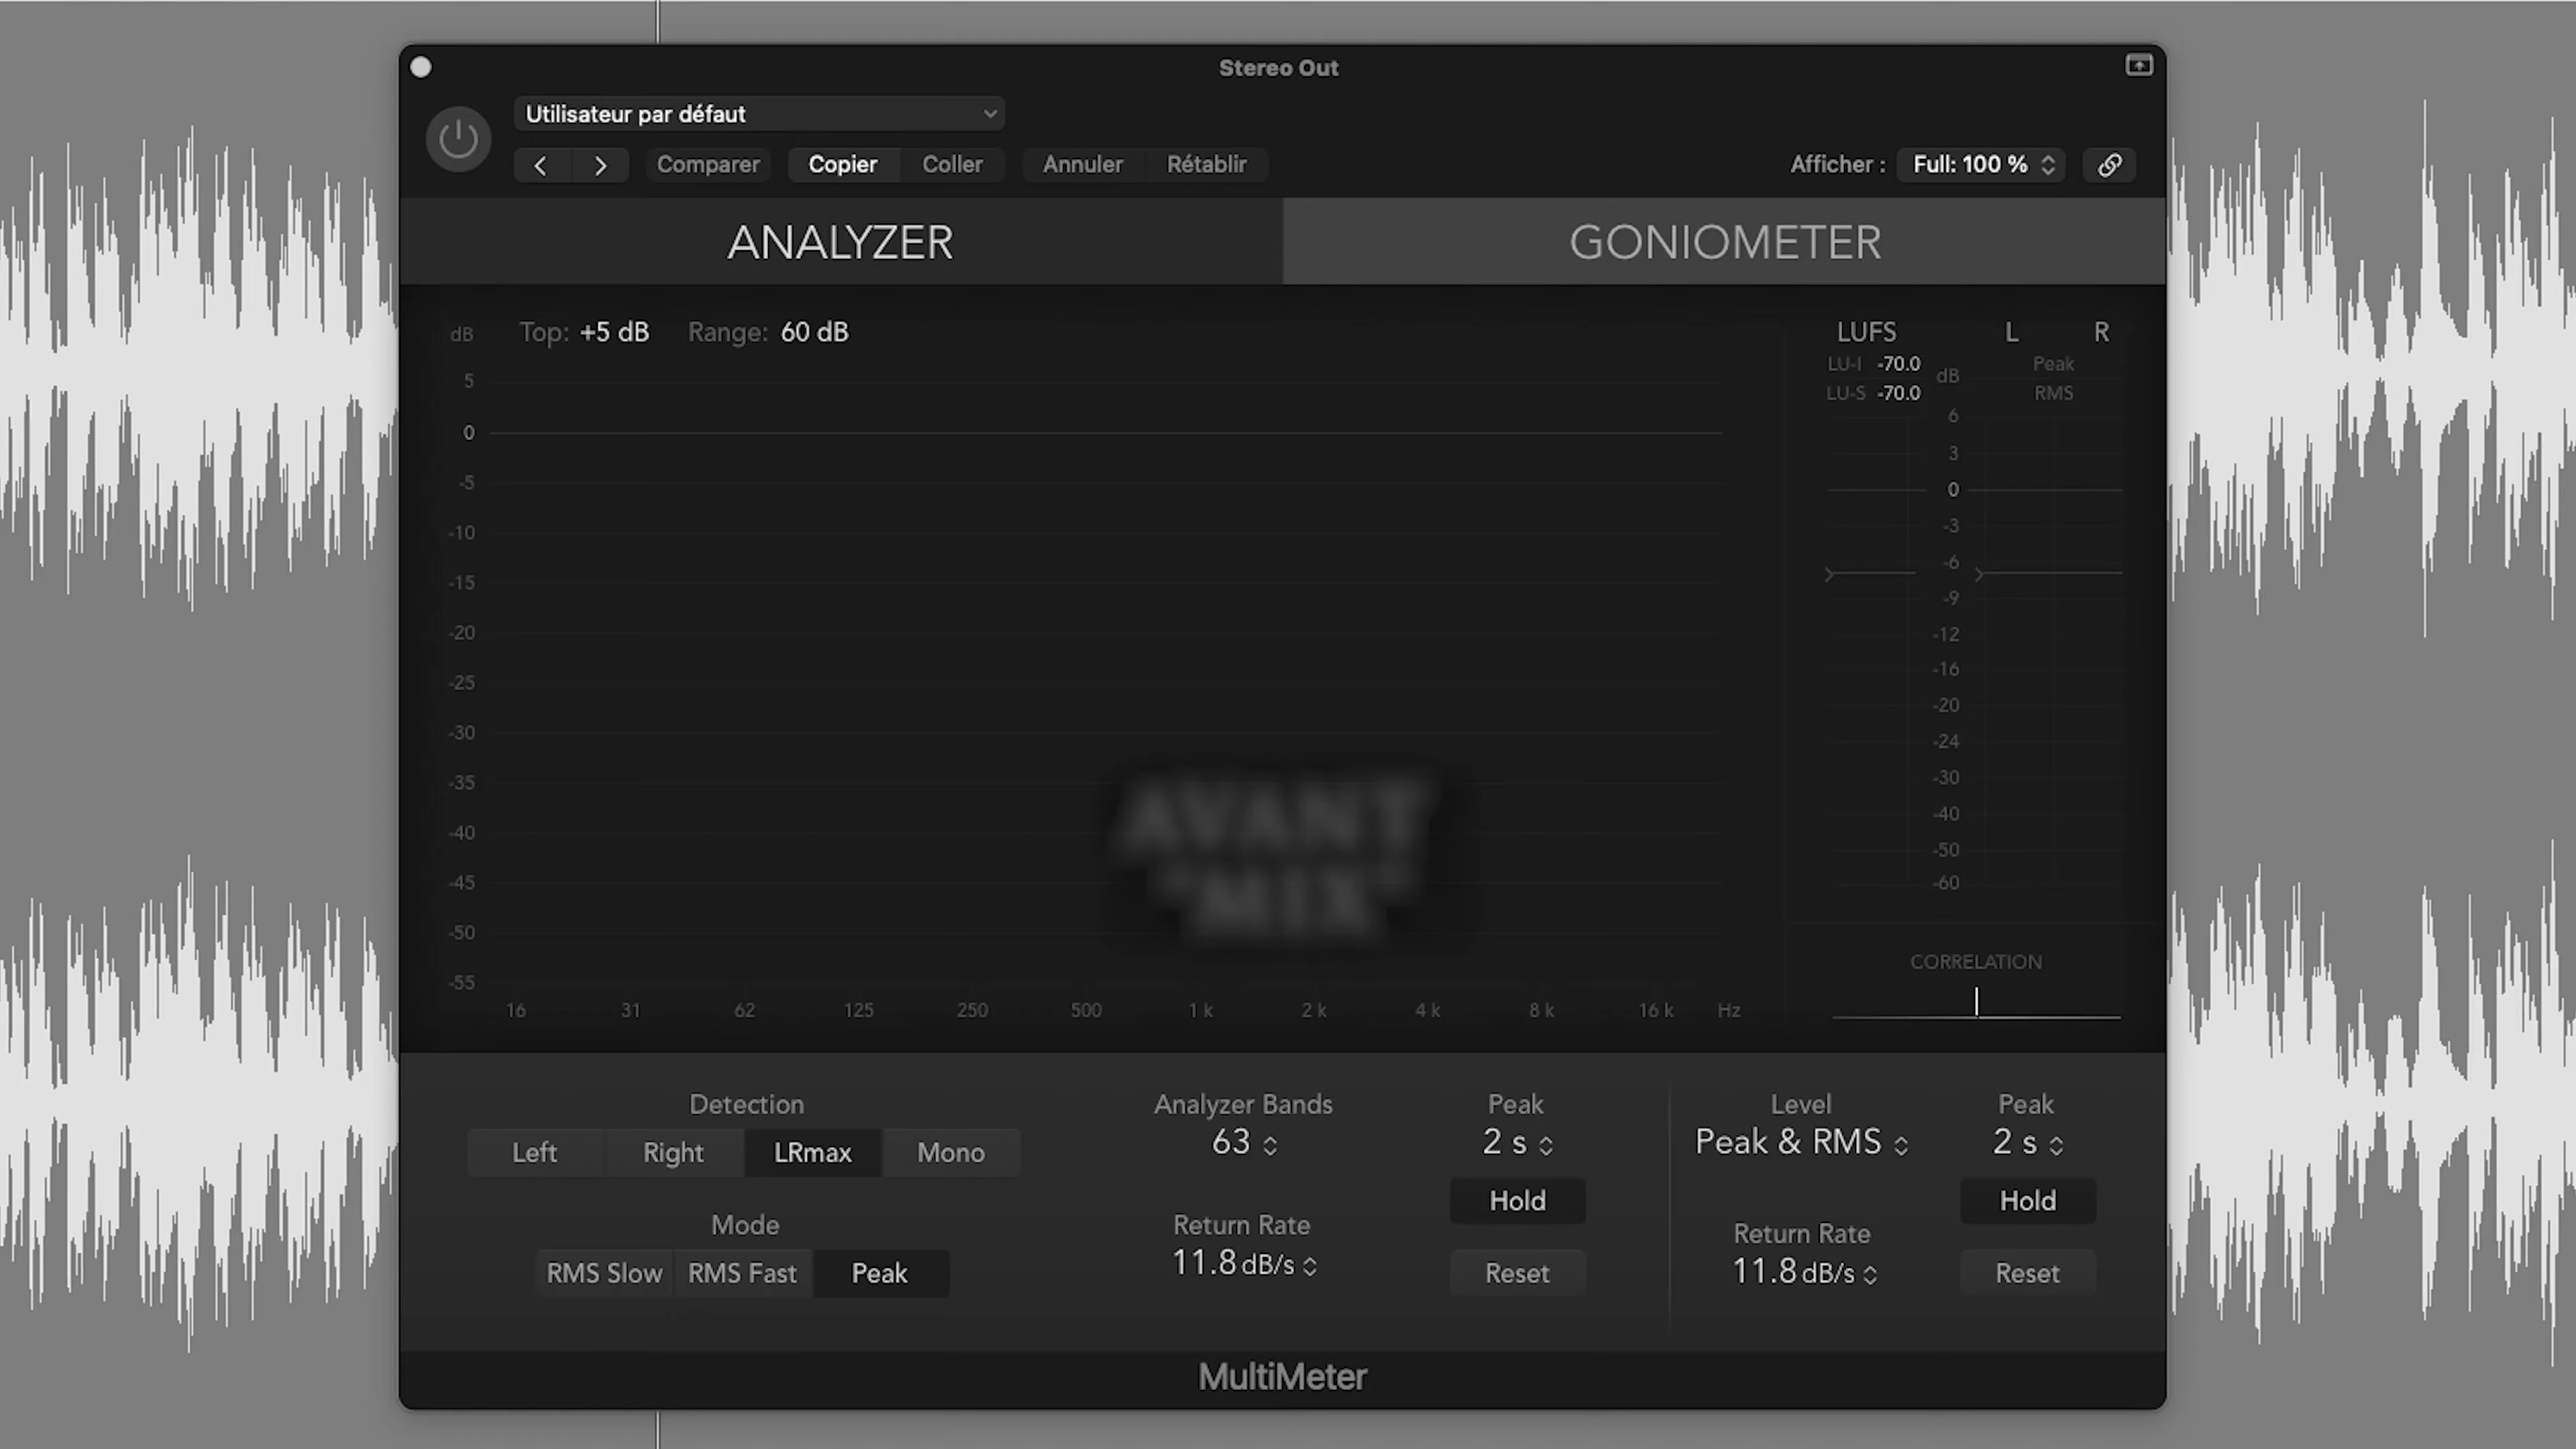 Stereo Out
Utilisateur par défaut
Comparer Copier Coller Annuler Rétablir Afficher : Full: 100 %
ANALYZER GONIOMETER
dB Top: +5 dB Range: 60 dB
5
0
-5
-10
-15
-20
-25
-30
-35
-40
-45
-50
-55
16 31 62 125 250 500 1 k 2 k 4 k 8 k 16 k Hz
AVANT
"MIX"
LUFS L R
LU-I -70.0 dB Peak
LU-S -70.0 RMS
6
3
0
-3
-6
-9
-12
-16
-20
-24
-30
-40
-50
-60
CORRELATION
Detection
Left Right LRmax Mono
Mode
RMS Slow RMS Fast Peak
Analyzer Bands
63
Return Rate
11.8 dB/s
Peak
2 s
Hold
Reset
Level
Peak & RMS
Return Rate
11.8 dB/s
Peak
2 s
Hold
Reset
MultiMeter